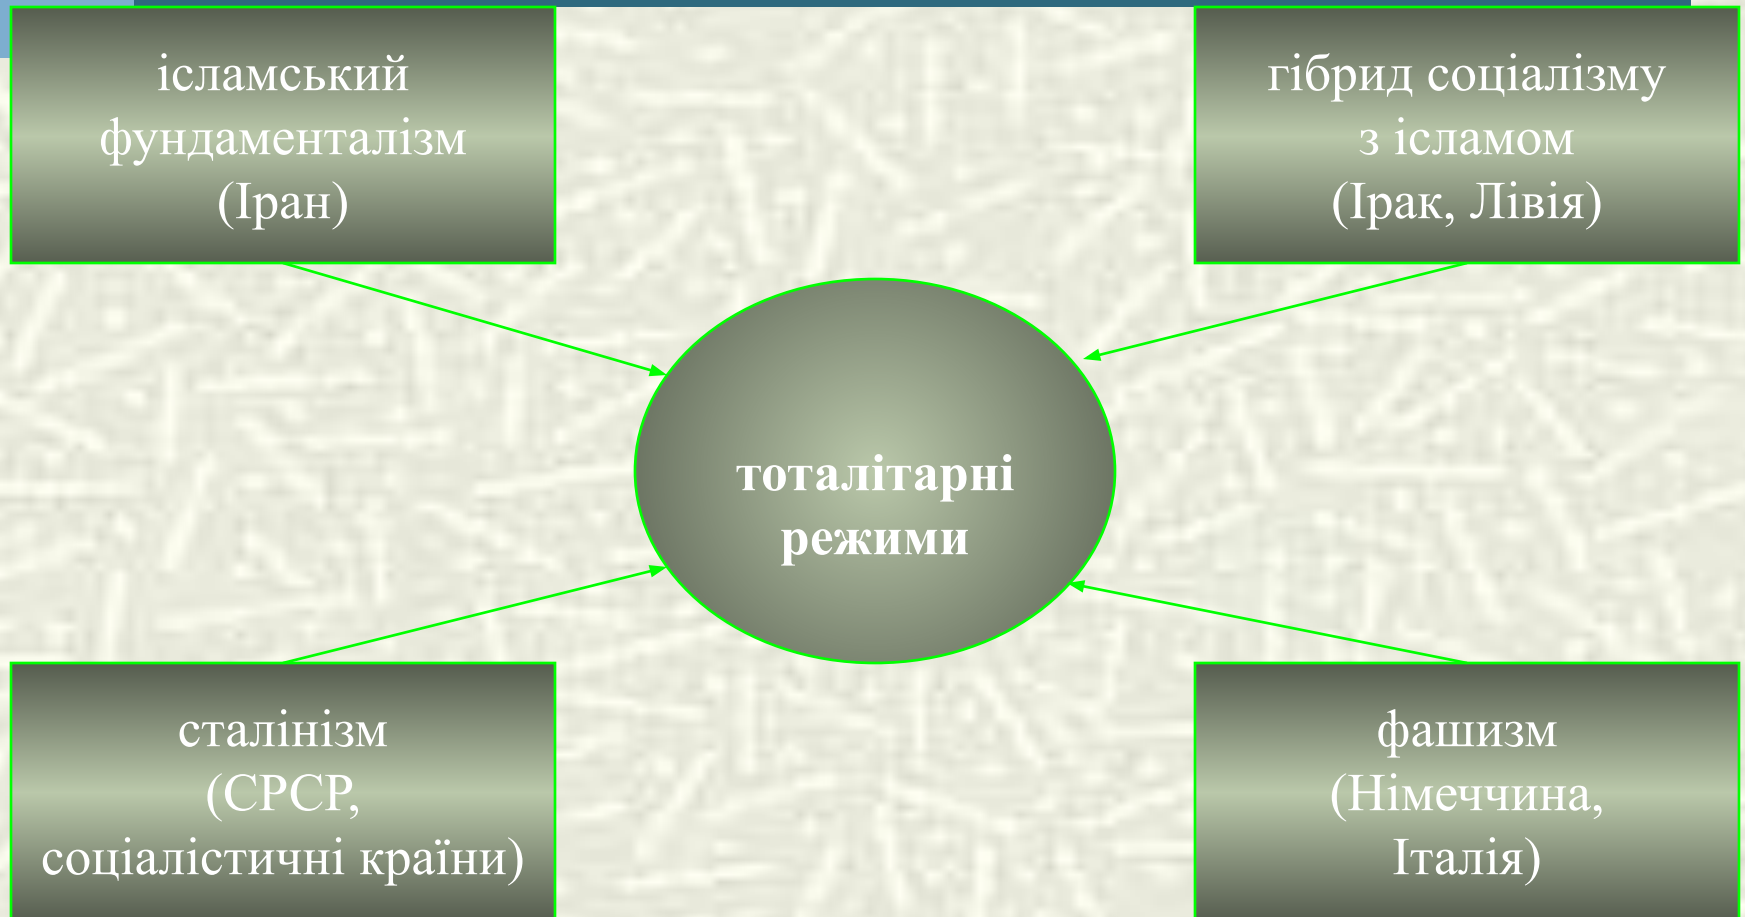 ісламський
фундаменталізм
(Іран)
гібрид соціалізму
з ісламом
(Ірак, Лівія)
тоталітарні
режими
сталінізм
(СРСР,
соціалістичні країни)
фашизм
(Німеччина,
Італія)